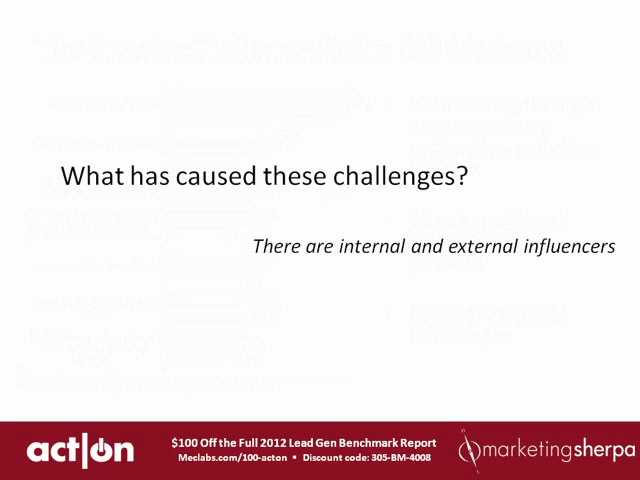 What has caused these challenges?
There are internal and external influencers
act|on
$100 Off the Full 2012 Lead Gen Benchmark Report
Meclabs.com/100-acton ▪ Discount code: 305-BM-4008
marketingsherpa